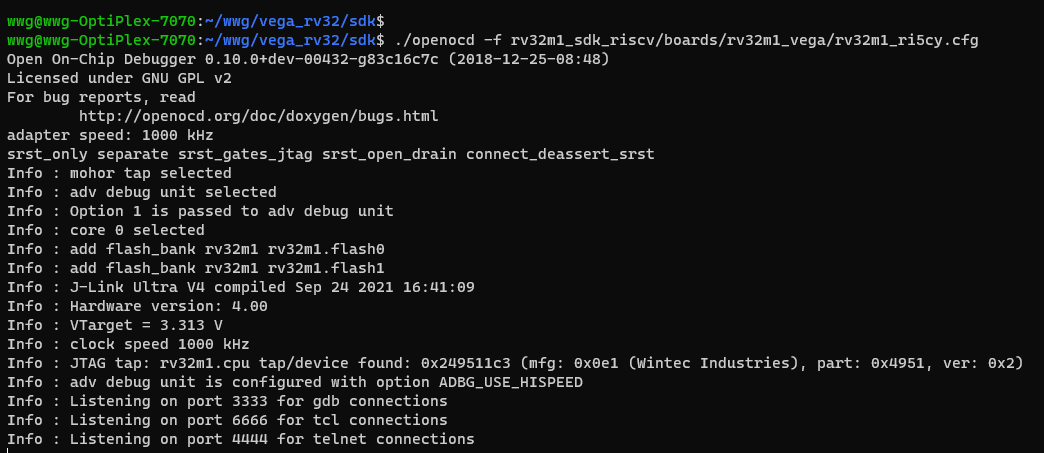 wwg@wwg-OptiPlex-7070:~/wwg/vega_rv32/sdk$
wwg@wwg-OptiPlex-7070:~/wwg/vega_rv32/sdk$ ./openocd -f rv32m1_sdk_riscv/boards/rv32m1_vega/rv32m1_ri5cy.cfg
Open On-Chip Debugger 0.10.0+dev-00432-g83c16c7c (2018-12-25-08:48)
Licensed under GNU GPL v2
For bug reports, read
        http://openocd.org/doc/doxygen/bugs.html
adapter speed: 1000 kHz
srst_only separate srst_gates_jtag srst_open_drain connect_deassert_srst
Info : mohor tap selected
Info : adv debug unit selected
Info : Option 1 is passed to adv debug unit
Info : core 0 selected
Info : add flash_bank rv32m1 rv32m1.flash0
Info : add flash_bank rv32m1 rv32m1.flash1
Info : J-Link Ultra V4 compiled Sep 24 2021 16:41:09
Info : Hardware version: 4.00
Info : VTarget = 3.313 V
Info : clock speed 1000 kHz
Info : JTAG tap: rv32m1.cpu tap/device found: 0x249511c3 (mfg: 0x0e1 (Wintec Industries), part: 0x4951, ver: 0x2)
Info : adv debug unit is configured with option ADBG_USE_HISPEED
Info : Listening on port 3333 for gdb connections
Info : Listening on port 6666 for tcl connections
Info : Listening on port 4444 for telnet connections